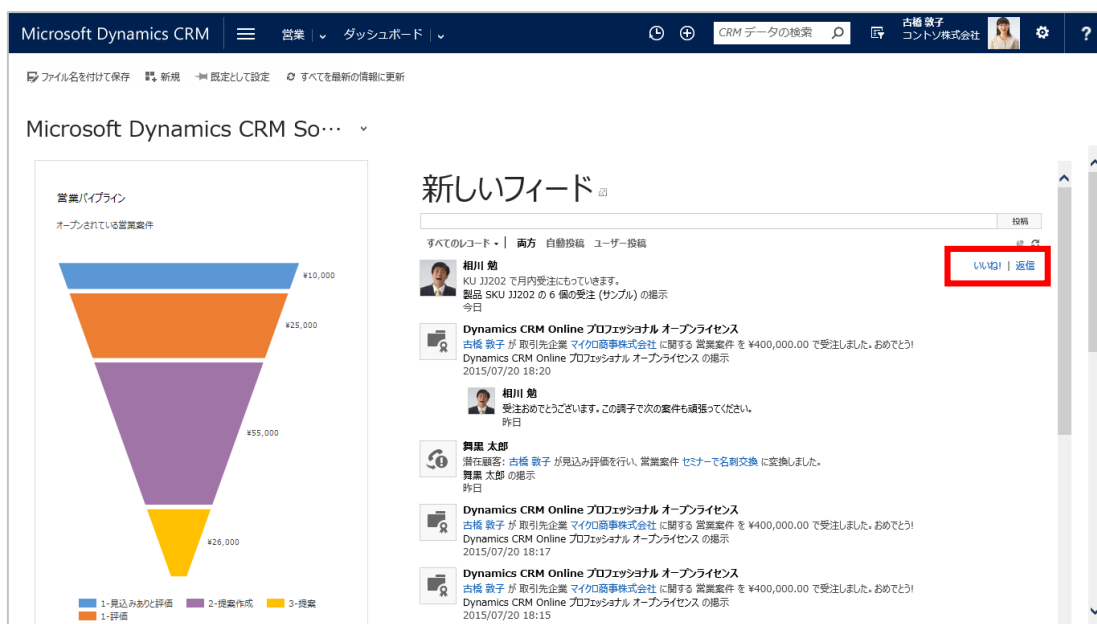 Microsoft Dynamics CRM 営業 ダッシュボード CRM データの検索 古橋 敦子
コントソ株式会社 ?
ファイル名を付けて保存 新規 既定として設定 すべてを最新の情報に更新
Microsoft Dynamics CRM So…
営業パイプライン
オープンされている営業案件
¥10,000
¥25,000
¥55,000
¥26,000
1-見込みありと評価 2-提案作成 3-提案
1-評価
新しいフィード
投稿
すべてのレコード | 両方 自動投稿 ユーザー投稿
相川 勉 いいね! | 返信
KU JJ202 で月内受注にもっていきます。
製品 SKU JJ202 の 6 個の受注 (サンプル) の掲示
今日
Dynamics CRM Online プロフェッショナル オープンライセンス
古橋 敦子 が 取引先企業 マイクロ商事株式会社 に関する 営業案件 を ¥400,000.00 で受注しました。おめでとう!
Dynamics CRM Online プロフェッショナル オープンライセンス の掲示
2015/07/20 18:20
相川 勉
受注おめでとうございます。この調子で次の案件も頑張ってください。
昨日
舞黒 太郎
潜在顧客: 古橋 敦子 が見込み評価を行い、営業案件 セミナーで名刺交換 に変換しました。
舞黒 太郎 の掲示
昨日
Dynamics CRM Online プロフェッショナル オープンライセンス
古橋 敦子 が 取引先企業 マイクロ商事株式会社 に関する 営業案件 を ¥400,000.00 で受注しました。おめでとう!
Dynamics CRM Online プロフェッショナル オープンライセンス の掲示
2015/07/20 18:17
Dynamics CRM Online プロフェッショナル オープンライセンス
古橋 敦子 が 取引先企業 マイクロ商事株式会社 に関する 営業案件 を ¥400,000.00 で受注しました。おめでとう!
Dynamics CRM Online プロフェッショナル オープンライセンス の掲示
2015/07/20 18:15